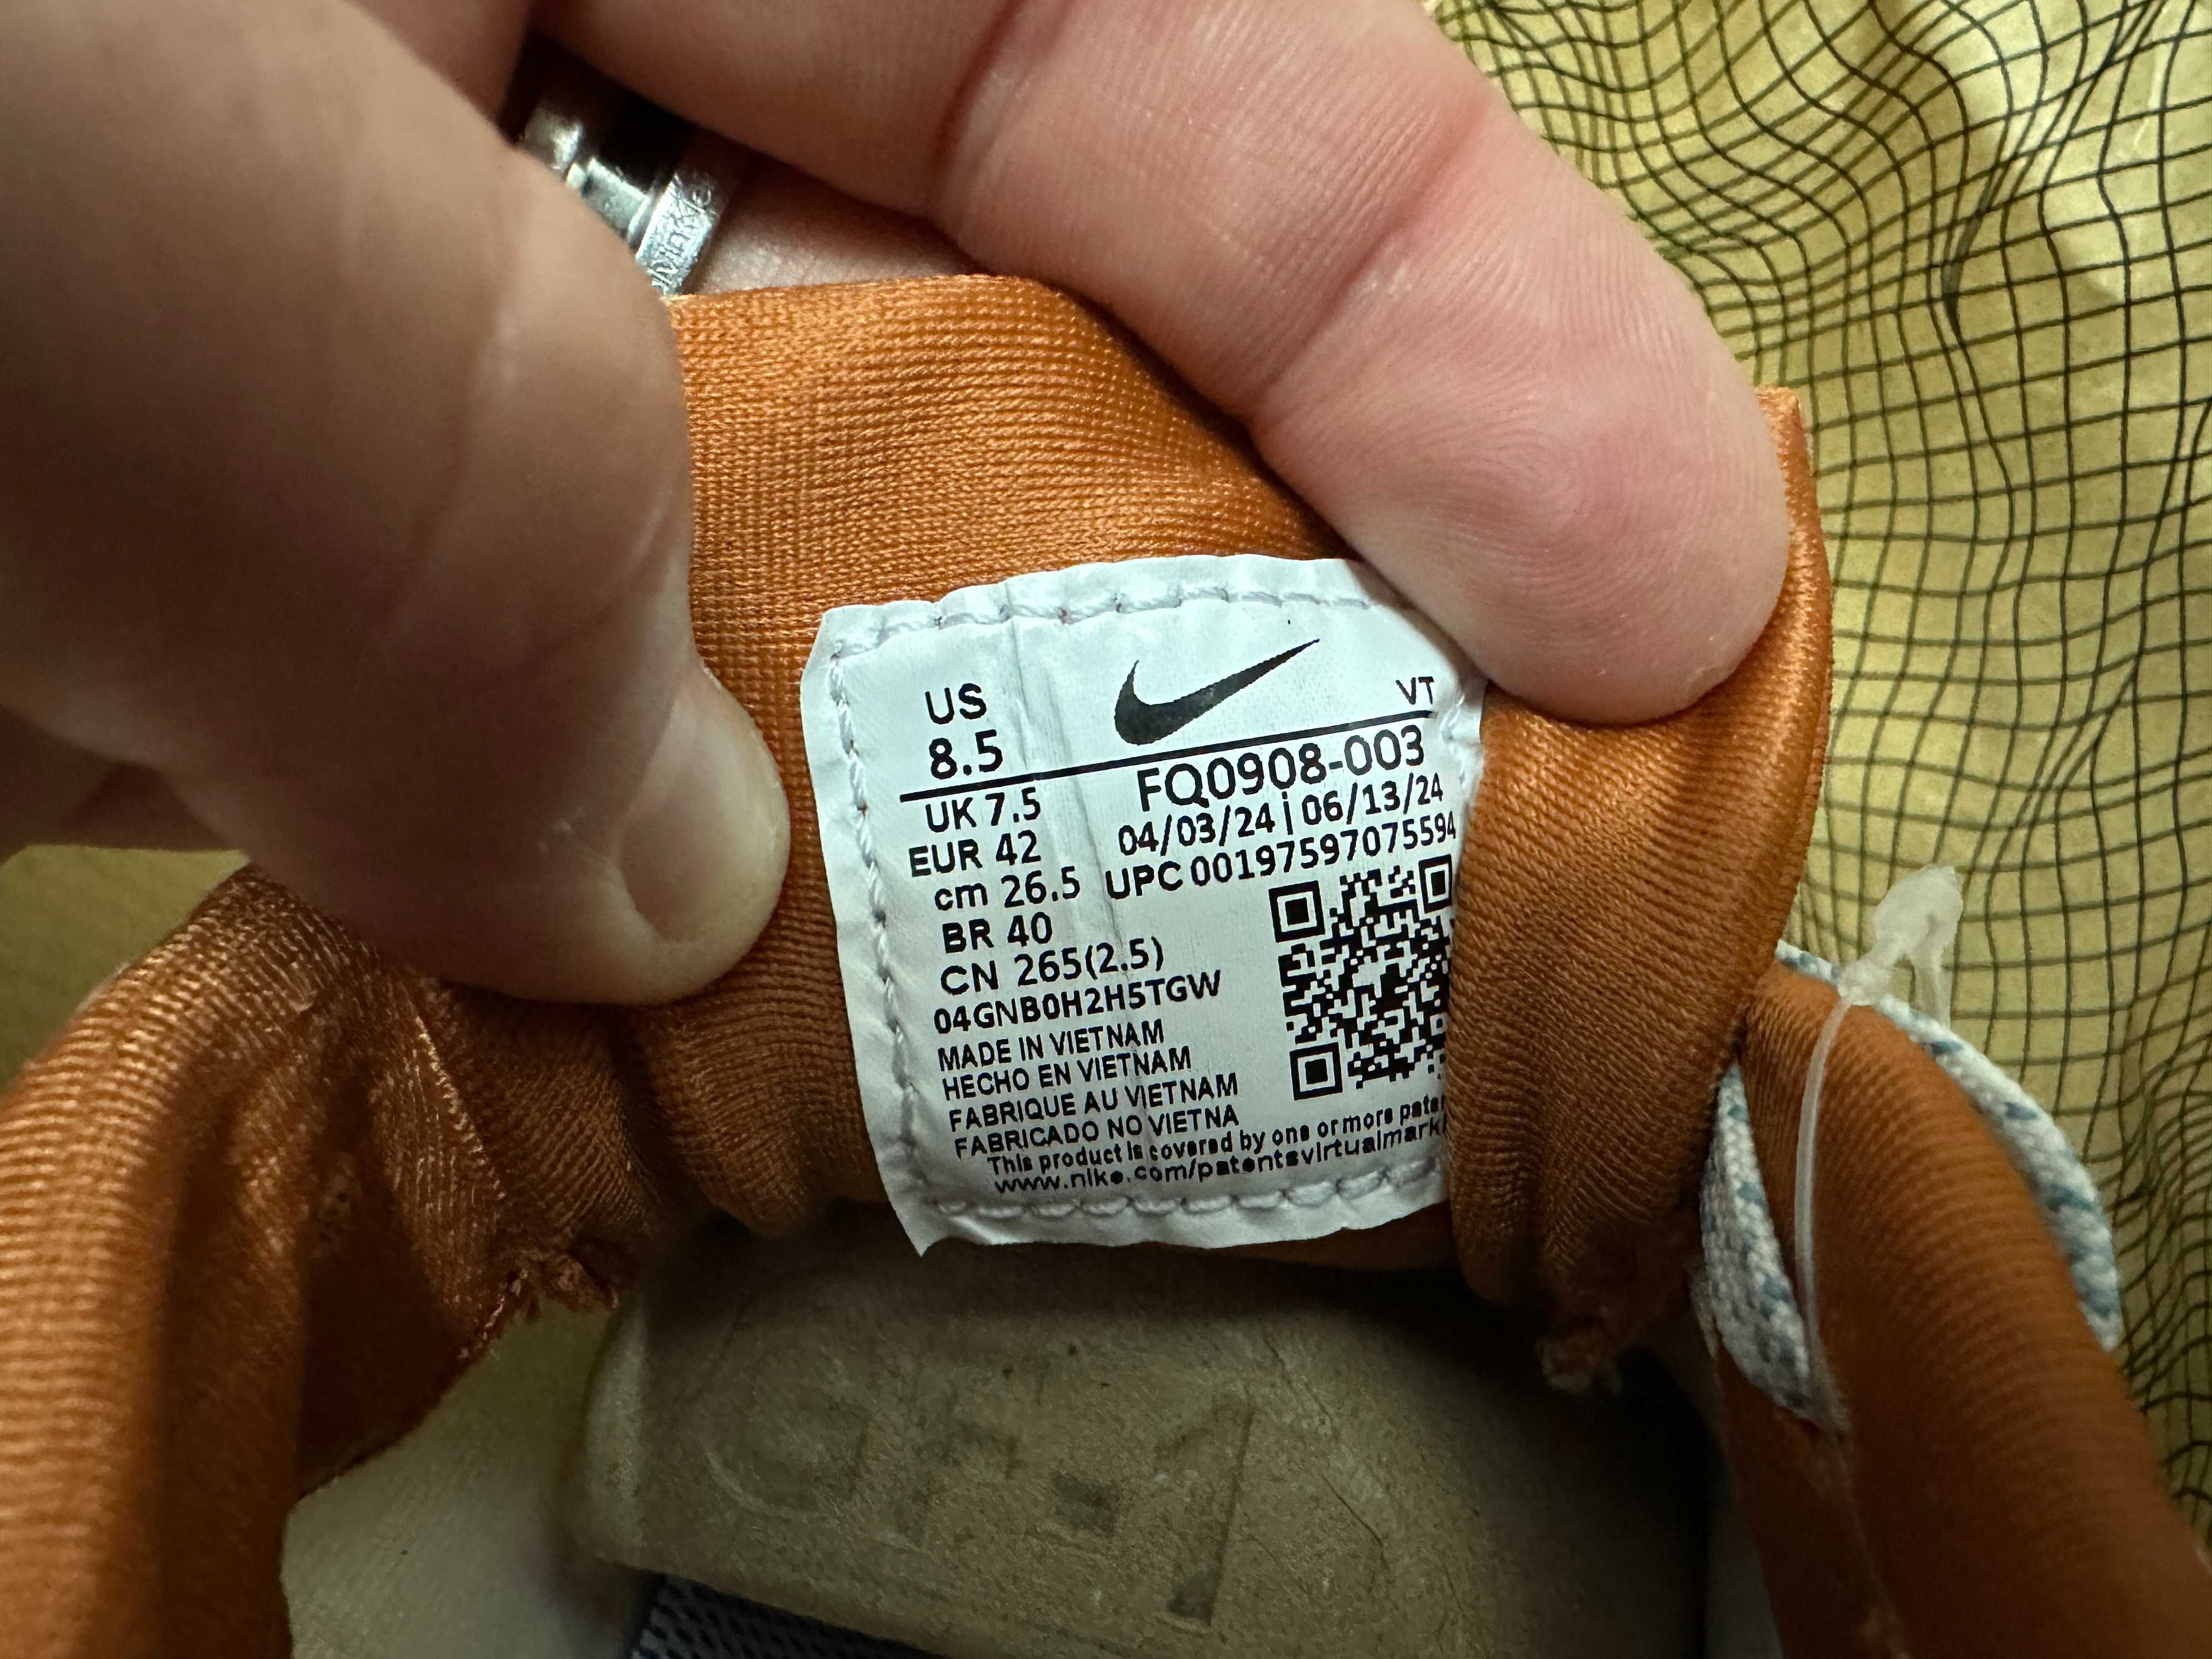 US
8.5
VT
FQ0908-003
04/03/24 | 06/13/24
UPC 00197597075594
UK 7.5
EUR 42
cm 26.5
BR 40
CN 265(2.5)
04GNB0H2H5TGW
MADE IN VIETNAM
HECHO EN VIETNAM
FABRIQUE AU VIETNAM
FABRICADO NO VIETNA
This product is covered by one or more
www.nike.com/patentsvirtualmark